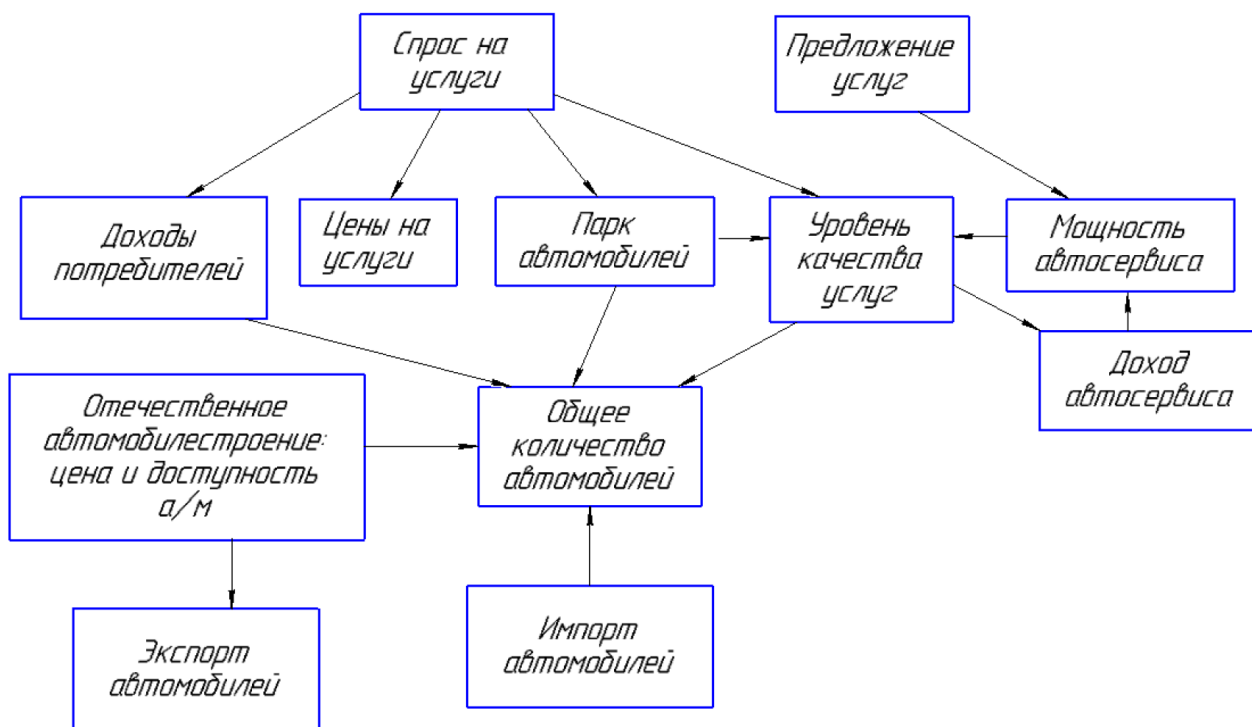 Спрос на
услуги
Предложение
услуг
Доходы
потребителей
Цены на
услуги
Парк
автомобилей
Уровень
качества
услуг
Мощность
автосервиса
Доход
автосервиса
Отечественное
автомобилестроение:
цена и доступность
а/м
Общее
количество
автомобилей
Экспорт
автомобилей
Импорт
автомобилей